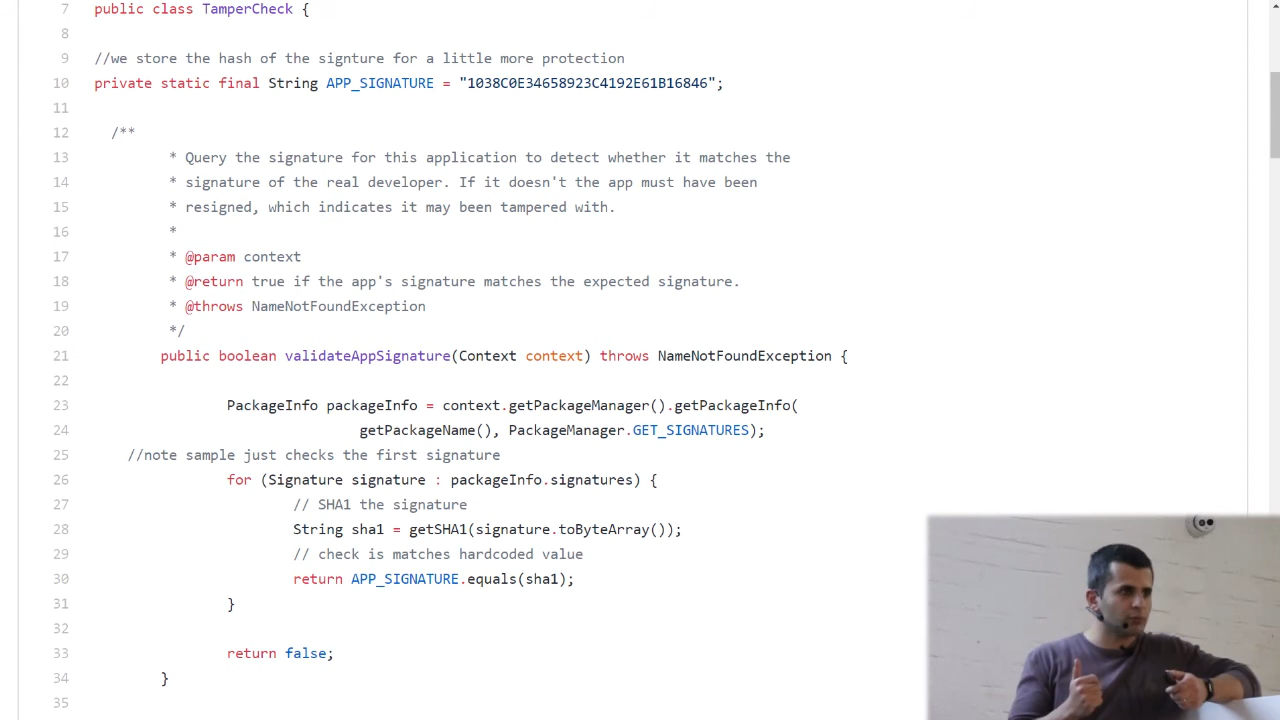 7 public class TamperCheck {
8
9 //we store the hash of the signture for a little more protection
10 private static final String APP_SIGNATURE = "1038C0E34658923C4192E61B16846";
11
12 /**
13 * Query the signature for this application to detect whether it matches the
14 * signature of the real developer. If it doesn't the app must have been
15 * resigned, which indicates it may been tampered with.
16 *
17 * @param context
18 * @return true if the app's signature matches the expected signature.
19 * @throws NameNotFoundException
20 */
21 public boolean validateAppSignature(Context context) throws NameNotFoundException {
22
23 PackageInfo packageInfo = context.getPackageManager().getPackageInfo(
24 getPackageName(), PackageManager.GET_SIGNATURES);
25 //note sample just checks the first signature
26 for (Signature signature : packageInfo.signatures) {
27 // SHA1 the signature
28 String sha1 = getSHA1(signature.toByteArray());
29 // check is matches hardcoded value
30 return APP_SIGNATURE.equals(sha1);
31 }
32
33 return false;
34 }
35